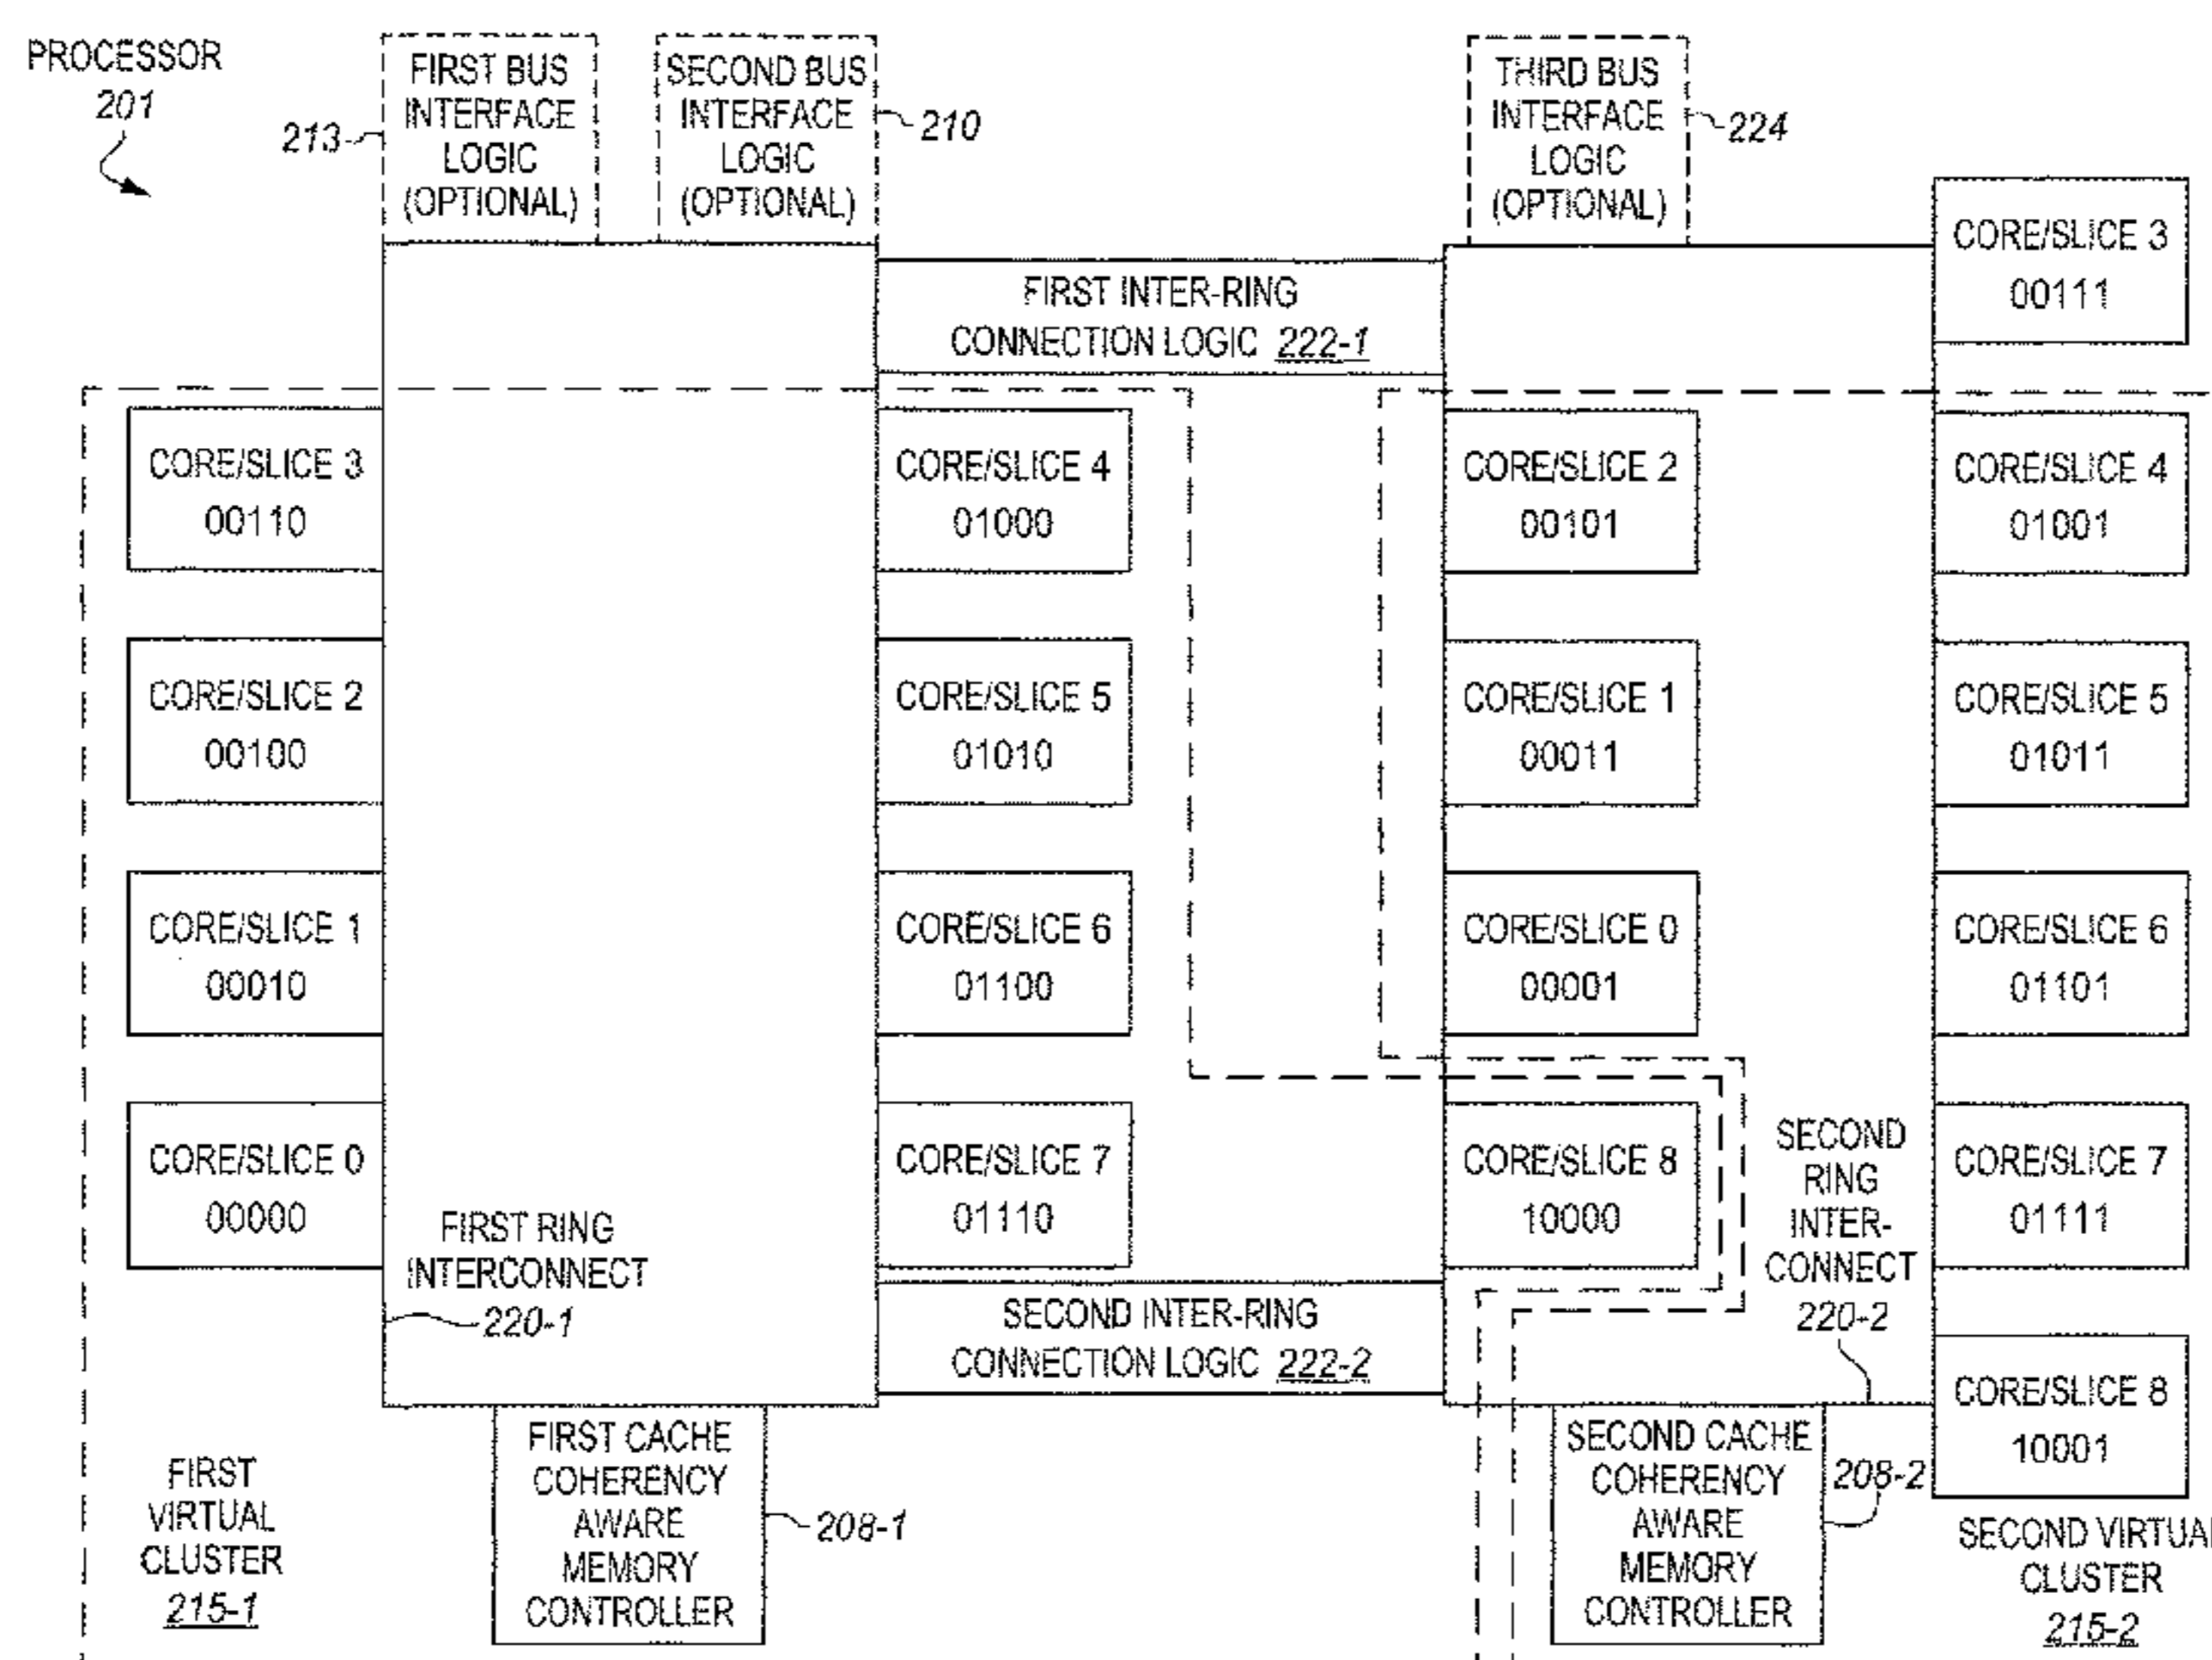 PROCESSOR
201
213
FIRST BUS
INTERFACE
LOGIC
(OPTIONAL)
SECOND BUS
INTERFACE
LOGIC
(OPTIONAL)
210
THIRD BUS
INTERFACE
LOGIC
(OPTIONAL)
224
FIRST INTER-RING
CONNECTION LOGIC 222-1
CORE/SLICE 3
00111
CORE/SLICE 3
00110
CORE/SLICE 4
01000
CORE/SLICE 2
00101
CORE/SLICE 4
01001
CORE/SLICE 2
00100
CORE/SLICE 5
01010
CORE/SLICE 1
00011
CORE/SLICE 5
01011
CORE/SLICE 1
00010
CORE/SLICE 6
01100
CORE/SLICE 0
00001
CORE/SLICE 6
01101
CORE/SLICE 0
00000
FIRST RING
INTERCONNECT
220-1
CORE/SLICE 7
01110
CORE/SLICE 8
10000
SECOND
RING
INTER-
CONNECT
220-2
CORE/SLICE 7
01111
SECOND INTER-RING
CONNECTION LOGIC 222-2
CORE/SLICE 8
10001
FIRST
VIRTUAL
CLUSTER
215-1
FIRST CACHE
COHERENCY
AWARE
MEMORY
CONTROLLER
208-1
SECOND CACHE
COHERENCY
AWARE
MEMORY
CONTROLLER
208-2
SECOND VIRTUAL
CLUSTER
215-2